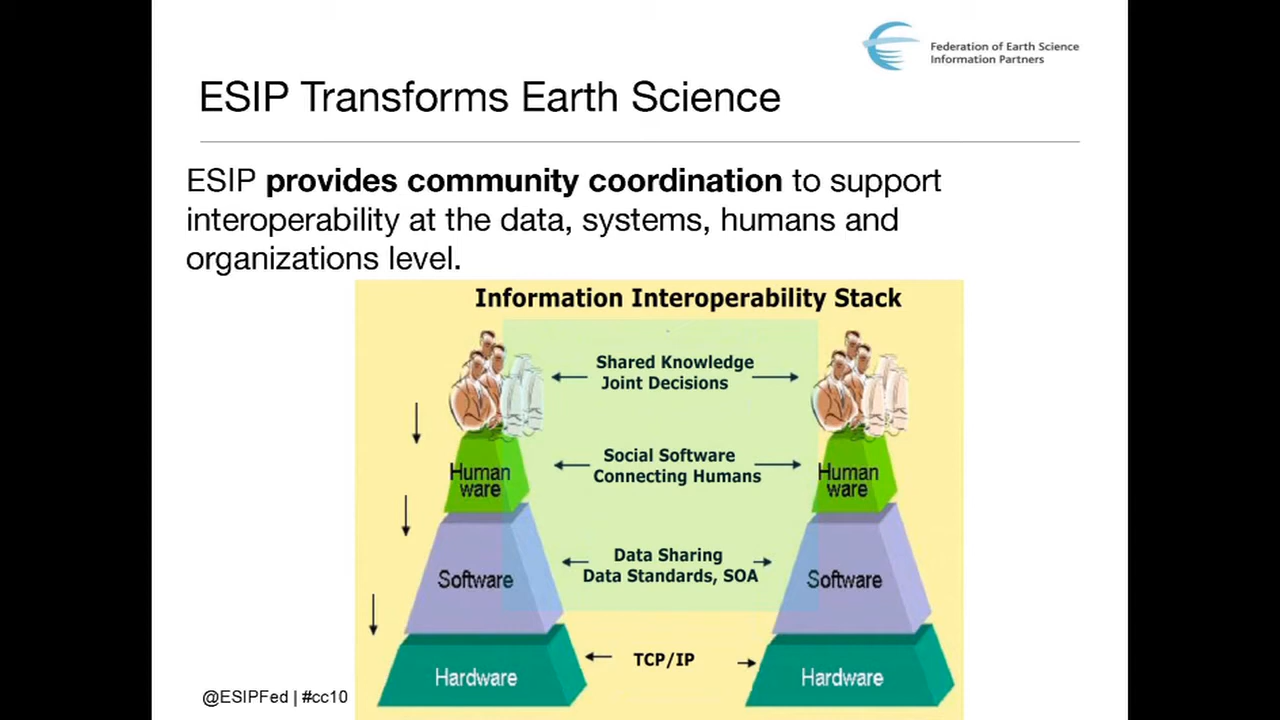 Federation of Earth Science
Information Partners
ESIP Transforms Earth Science
ESIP provides community coordination to support
interoperability at the data, systems, humans and
organizations level.
Information Interoperability Stack
Shared Knowledge
Joint Decisions
Human
ware
Social Software
Connecting Humans
Human
ware
Software
Data Sharing
Data Standards, SOA
Software
Hardware
TCP/IP
Hardware
@ESIPFed | #cc10